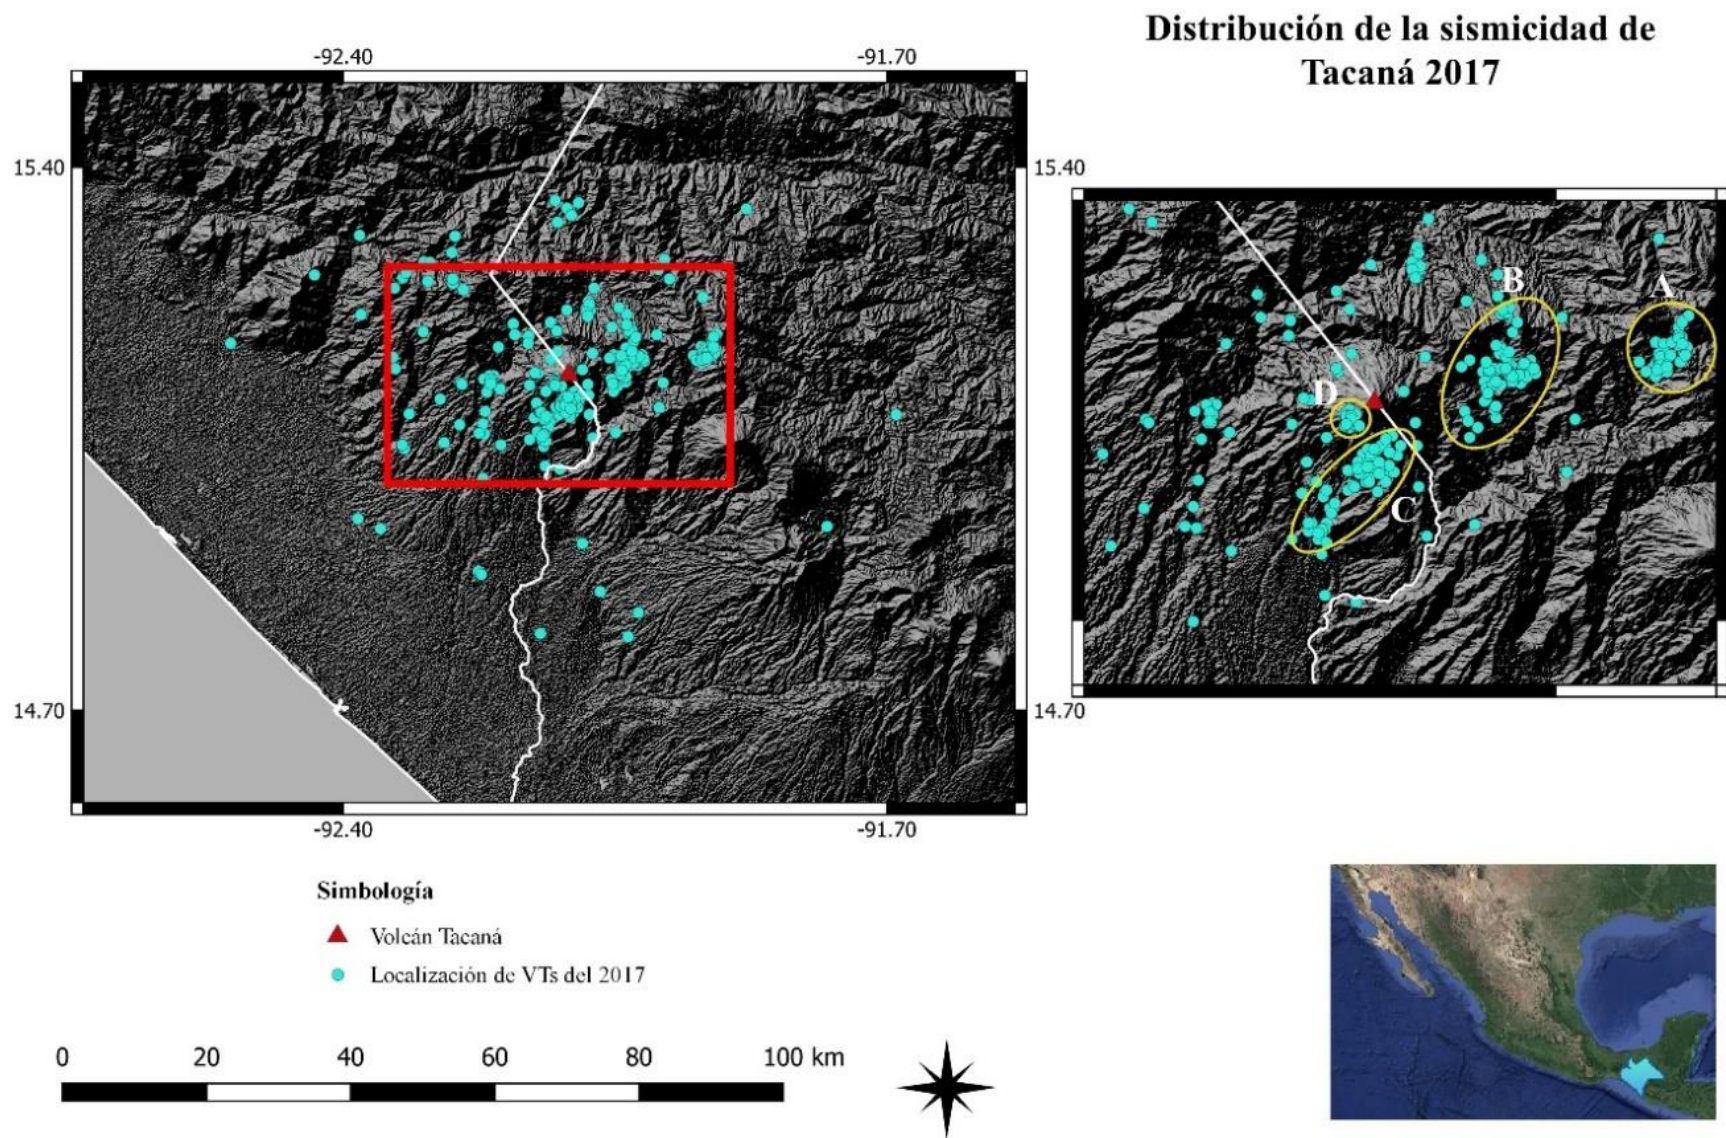 Distribución de la sismicidad de
Tacaná 2017
-92.40
-91.70
15.40
15.40
B
A
D
C
14.70
14.70
-92.40
-91.70
Simbología
Volcán Tacaná
Localización de VTs del 2017
0 20 40 60 80 100 km